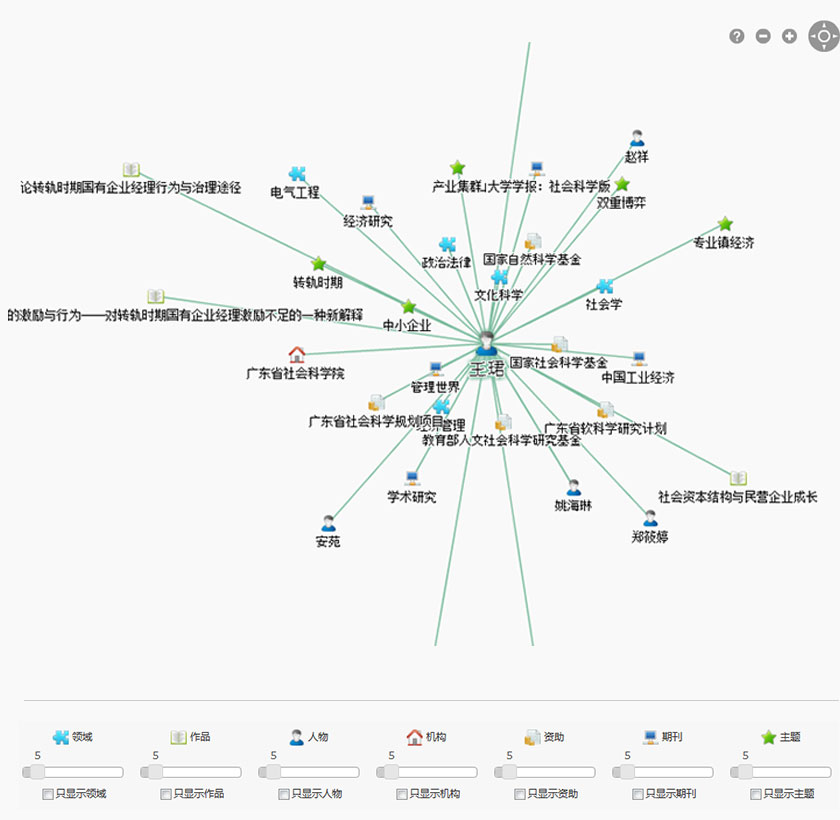 赵祥
论转轨时期国有企业经理行为与治理途径
电气工程
产业集群
大学学报：社会科学版
双重博弈
经济研究
专业镇经济
政治法律
国家自然科学基金
转轨时期
文化科学
社会学
的激励与行为——对转轨时期国有企业经理激励不足的一种新解释
中小企业
王珺
国家社会科学基金
广东省社会科学院
管理世界
中国工业经济
广东省社会科学规划项目
管理
广东省软科学研究计划
教育部人文社会科学研究基金
学术研究
社会资本结构与民营企业成长
姚海琳
安苑
郑筱婷
领域 作品 人物 机构 资助 期刊 主题
5 5 5 5 5 5 5
只显示领域 只显示作品 只显示人物 只显示机构 只显示资助 只显示期刊 只显示主题